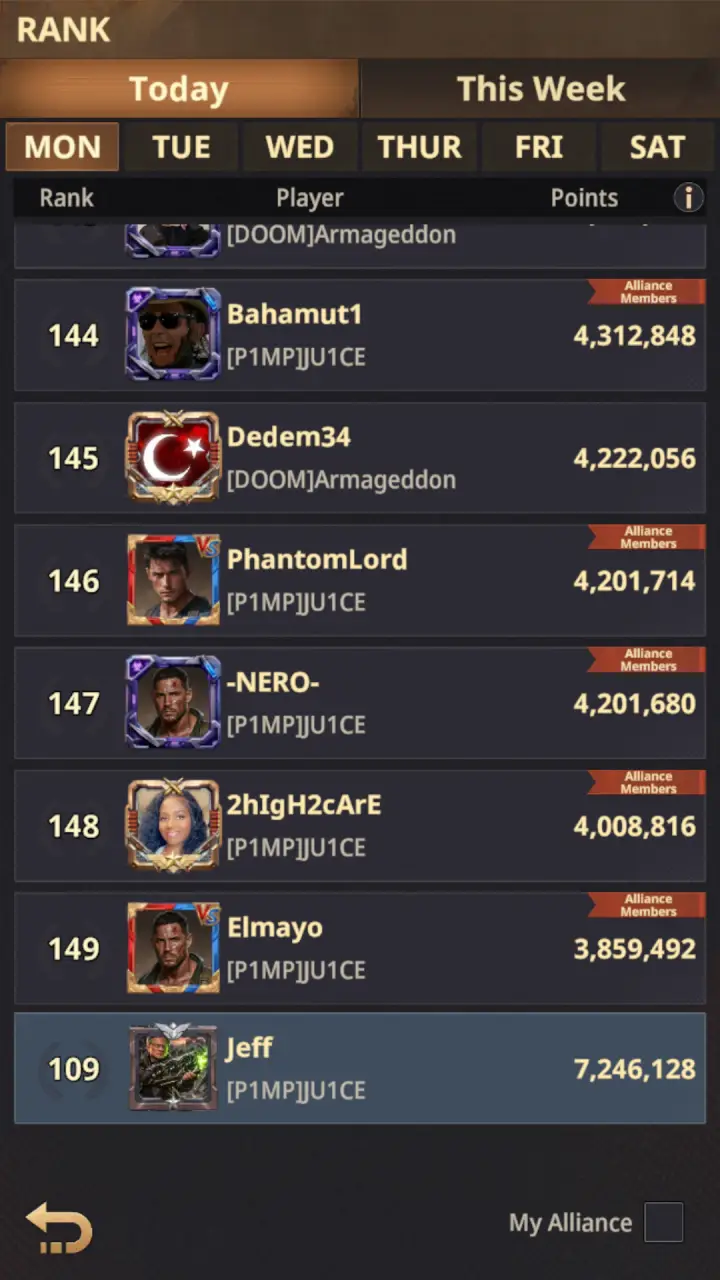 RANK
Today
This Week
MON
TUE
WED
THUR
FRI
SAT
Rank
Player
Points
[DOOM]Armageddon
Alliance
Members
144
Bahamut1
[P1MP]JU1CE
4,312,848
145
Dedem34
[DOOM]Armageddon
4,222,056
Alliance
Members
146
VS
PhantomLord
[P1MP]JU1CE
4,201,714
Alliance
Members
147
-NERO-
[P1MP]JU1CE
4,201,680
Alliance
Members
148
2hIgH2cArE
[P1MP]JU1CE
4,008,816
Alliance
Members
149
VS
Elmayo
[P1MP]JU1CE
3,859,492
109
Jeff
[P1MP]JU1CE
7,246,128
My Alliance